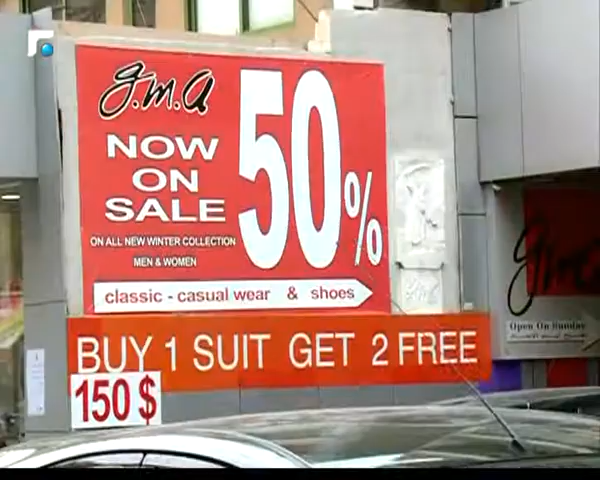 g.m.a
NOW
ON
SALE
50%
ON ALL NEW WINTER COLLECTION
MEN & WOMEN
classic - casual wear & shoes
BUY 1 SUIT GET 2 FREE
150 $
Open On Sunday